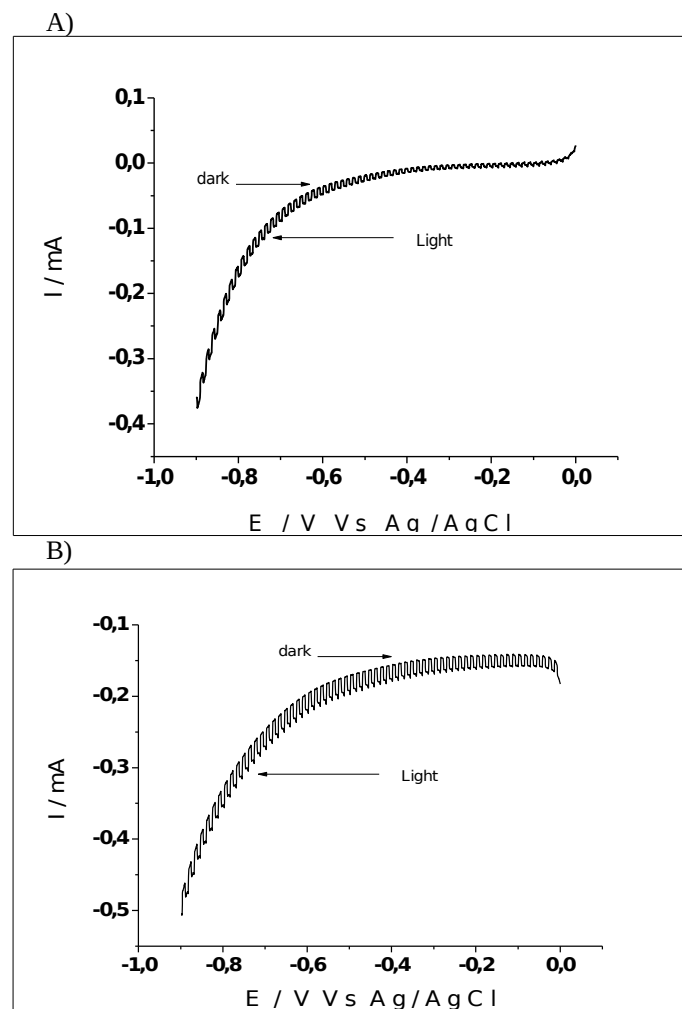 A)
0,1
0,0
dark
-0,1
Light
I / mA
-0,2
-0,3
-0,4
-1,0 -0,8 -0,6 -0,4 -0,2 0,0
E / V Vs Ag/AgCl
B)
-0,1
dark
-0,2
-0,3
Light
I / mA
-0,4
-0,5
-1,0 -0,8 -0,6 -0,4 -0,2 0,0
E / V Vs Ag/AgCl